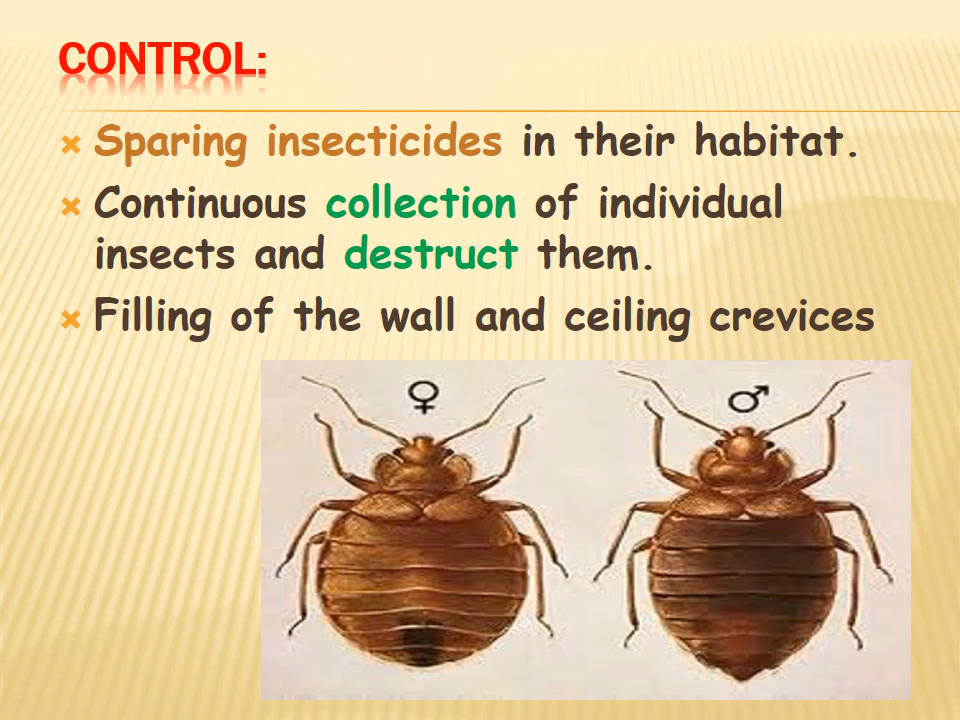 CONTROL:
Sparing insecticides in their habitat.
Continuous collection of individual
insects and destruct them.
Filling of the wall and ceiling crevices
♀ ♂